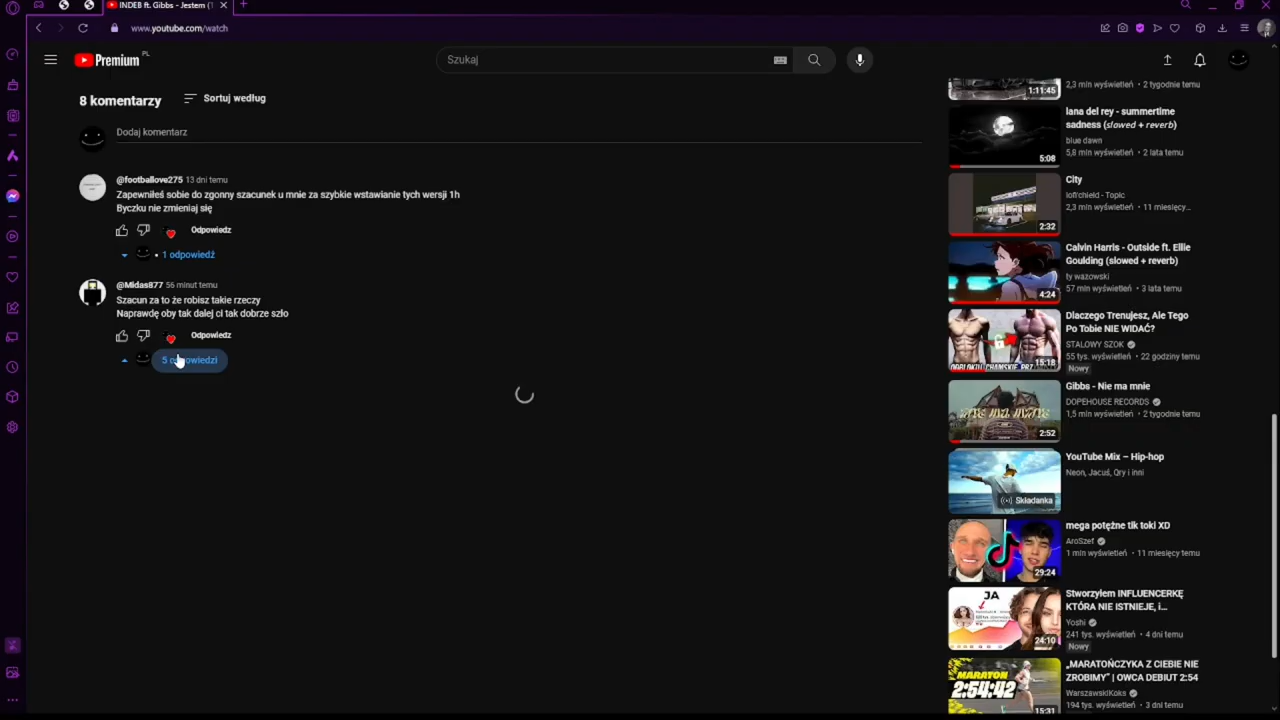 INDEB ft. Gibbs - Jestem (
www.youtube.com/watch
Premium PL
Szukaj
8 komentarzy
Sortuj według
Dodaj komentarz
@footballove275 13 dni temu
Zapewniłeś sobie do zgonny szacunek u mnie za szybkie wstawianie tych wersji 1h
Byczku nie zmieniaj się
Odpowiedz
• 1 odpowiedź
@Midas877 56 minut temu
Szacun za to że robisz takie rzeczy
Naprawdę oby tak dalej ci tak dobrze szło
Odpowiedz
5 odpowiedzi
1:11:45
2,3 mln wyświetleń • 2 tygodnie temu
lana del rey - summertime
sadness (slowed + reverb)
blue dawn
5,8 mln wyświetleń • 2 lata temu
5:08
City
lofi'chield - Topic
2,3 mln wyświetleń • 11 miesięcy...
2:32
Calvin Harris - Outside ft. Ellie
Goulding (slowed + reverb)
ty wazowski
57 mln wyświetleń • 3 lata temu
4:24
Dlaczego Trenujesz, Ale Tego
Po Tobie NIE WIDAĆ?
STALOWY SZOK
55 tys. wyświetleń • 22 godziny temu
Nowy
ODBLOKUJ CHAMSKIE PRZ
15:18
Gibbs - Nie ma mnie
DOPEHOUSE RECORDS
1,5 mln wyświetleń • 2 tygodnie temu
NIE MA MNIE
2:52
YouTube Mix – Hip-hop
Neon, Jacuś, Qry i inni
Składanka
mega potężne tik toki XD
AroSzef
1 mln wyświetleń • 11 miesięcy temu
29:24
Stworzyłem INFLUENCERKĘ
KTÓRA NIE ISTNIEJE, i...
Yoshi
241 tys. wyświetleń • 4 dni temu
Nowy
JA
24:10
„MARATOŃCZYKA Z CIEBIE NIE
ZROBIMY" | OWCA DEBIUT 2:54
WarszawskiKoks
194 tys. wyświetleń • 3 dni temu
MARATON
2:54:42
15:31